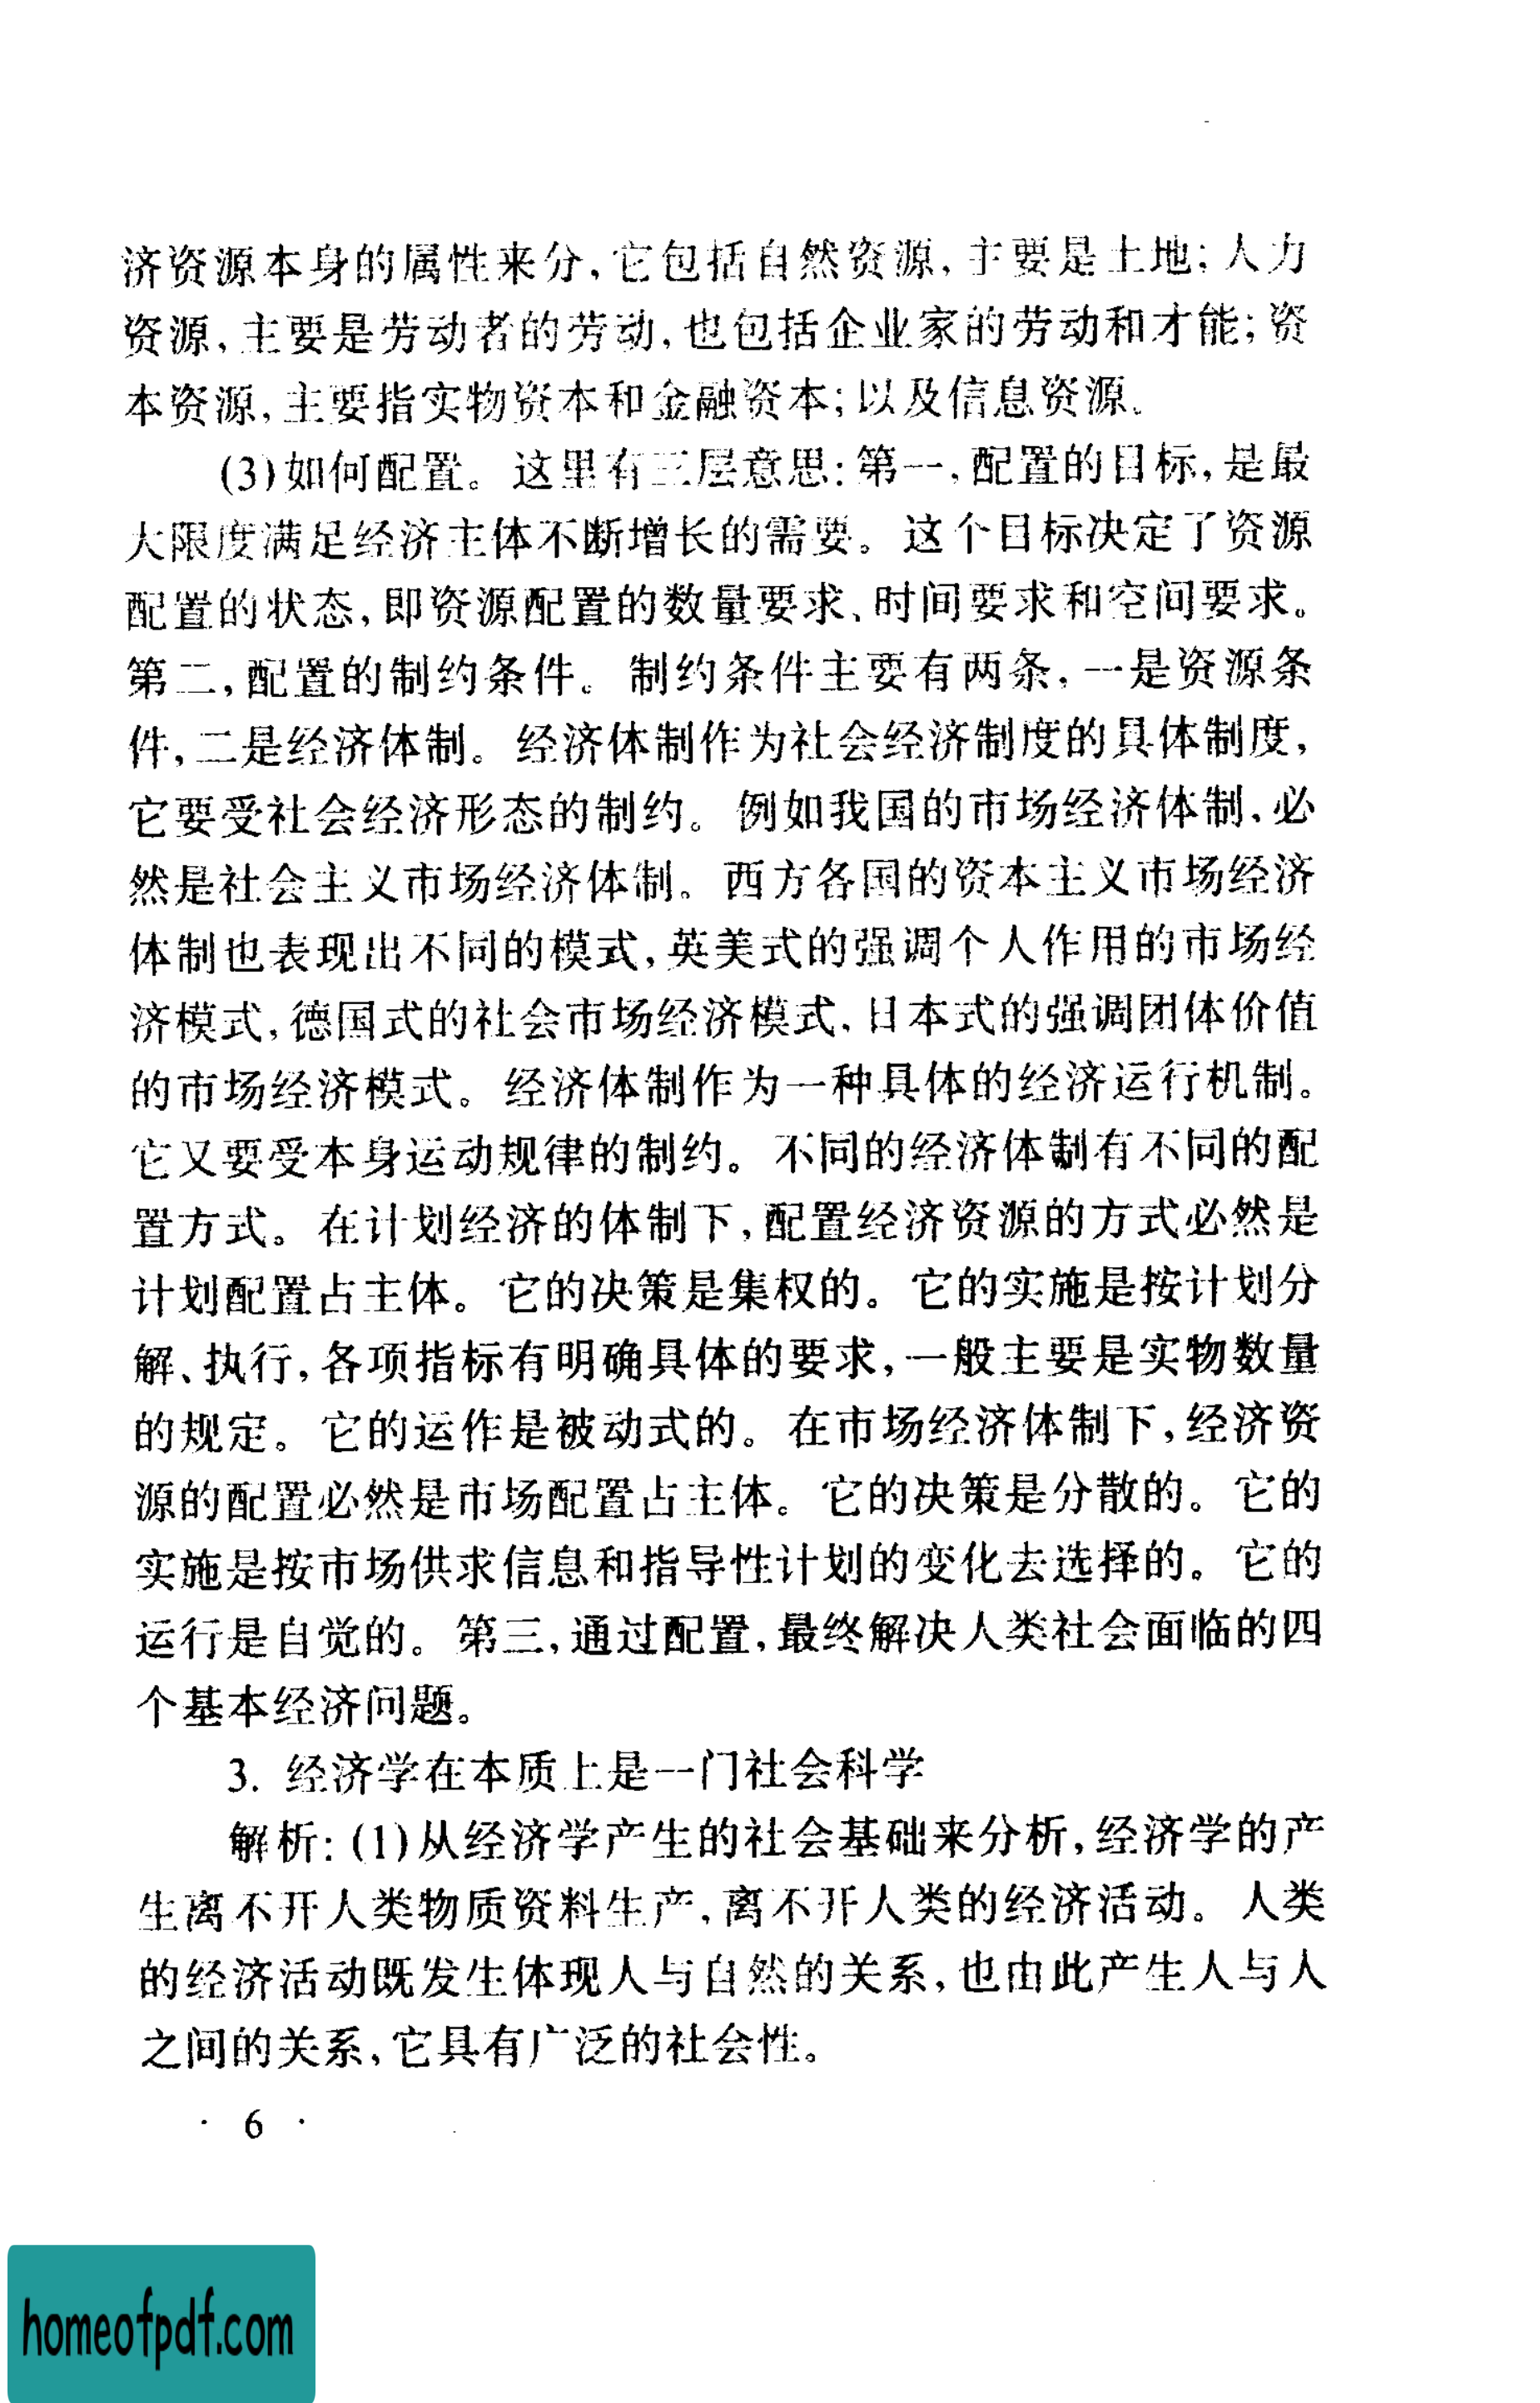 济资源本身的属性来分,它包括自然资源,主要是土地;人力
资源,主要是劳动者的劳动,也包括企业家的劳动和才能;资
本资源,主要指实物资本和金融资本;以及信息资源。
(3)如何配置。这里有三层意思:第一,配置的目标,是最
大限度满足经济主体不断增长的需要。这个目标决定了资源
配置的状态,即资源配置的数量要求、时间要求和空间要求。
第二,配置的制约条件。制约条件主要有两条,一是资源条
件,二是经济体制。经济体制作为社会经济制度的具体制度,
它要受社会经济形态的制约。例如我国的市场经济体制、必
然是社会主义市场经济体制。西方各国的资本主义市场经济
体制也表现出不同的模式,英美式的强调个人作用的市场经
济模式,德国式的社会市场经济模式,日本式的强调团体价值
的市场经济模式。经济体制作为一种具体的经济运行机制。
它又要受本身运动规律的制约。不同的经济体制有不同的配
置方式。在计划经济的体制下,配置经济资源的方式必然是
计划配置占主体。它的决策是集权的。它的实施是按计划分
解、执行,各项指标有明确具体的要求,一般主要是实物数量
的规定。它的运作是被动式的。在市场经济体制下,经济资
源的配置必然是市场配置占主体。它的决策是分散的。它的
实施是按市场供求信息和指导性计划的变化去选择的。它的
运行是自觉的。第三,通过配置,最终解决人类社会面临的四
个基本经济问题。
3. 经济学在本质上是一门社会科学
解析:(1)从经济学产生的社会基础来分析,经济学的产
生离不开人类物质资料生产,离不开人类的经济活动。人类
的经济活动既发生体现人与自然的关系,也由此产生人与人
之间的关系,它具有广泛的社会性。
· 6 ·
homeofpdf.com